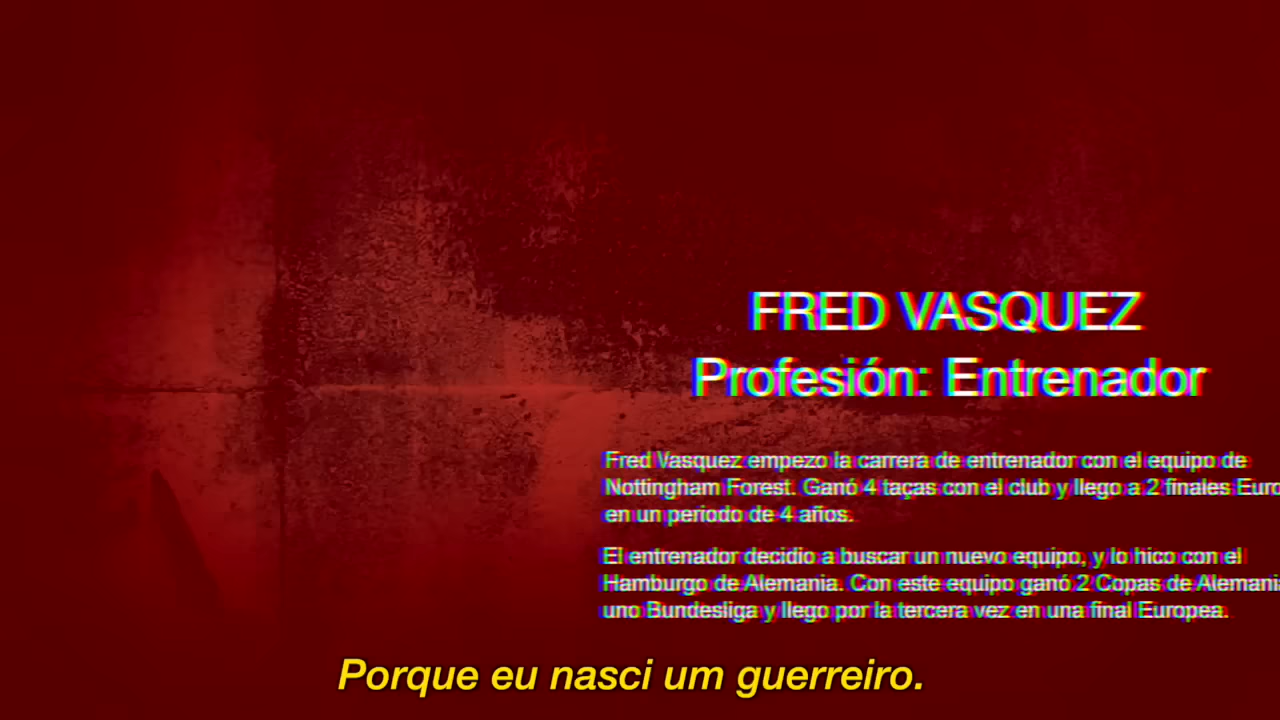 FRED VASQUEZ
Profesión: Entrenador
Fred Vasquez empezo la carrera de entrenador con el equipo de
Nottingham Forest. Ganó 4 taças con el club y llego a 2 finales Euro
en un periodo de 4 años.
El entrenador decidio a buscar un nuevo equipo, y lo hico con el
Hamburgo de Alemania. Con este equipo ganó 2 Copas de Alemani
uno Bundesliga y llego por la tercera vez en una final Europea.
Porque eu nasci um guerreiro.